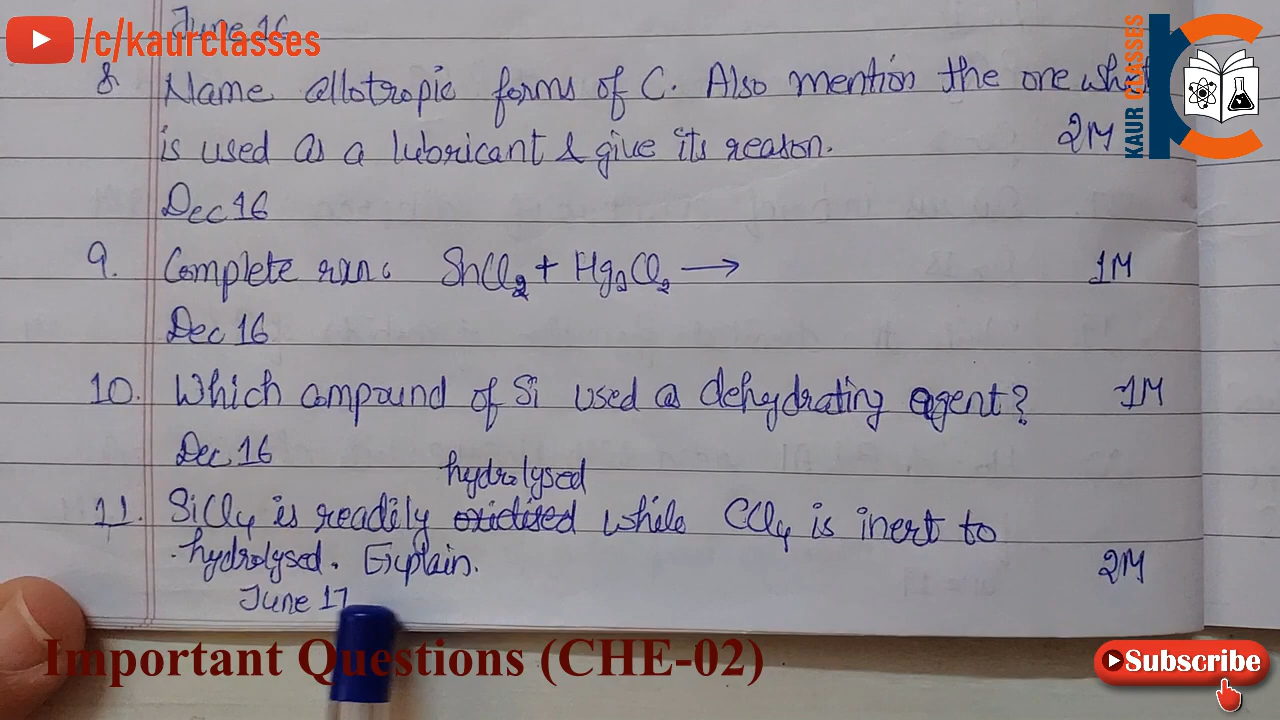 June 16
/c/kaurclasses
KAUR CLASSES
8 Name allotropic forms of C. Also mention the one which
is used as a lubricant & give its reason. 2M
Dec 16
9. Complete rxn: SnCl2 + Hg2Cl2 → 1M
Dec 16
10. Which compound of Si used as dehydrating agent? 1M
Dec 16
hydrolysed
11. SiCl4 is readily oxidised while CCl4 is inert to
hydrolysed. Explain. 2M
June 17
Important Questions (CHE-02)
Subscribe